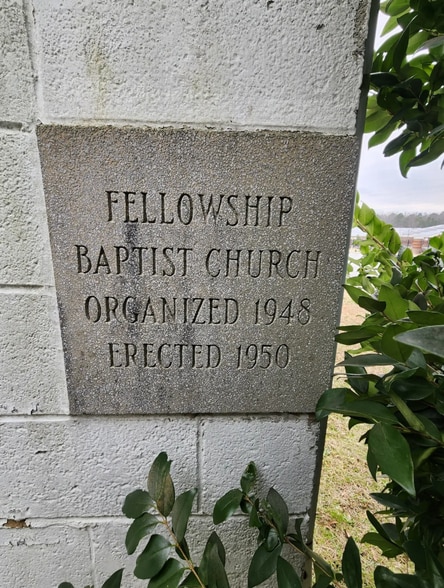 FELLOWSHIP
BAPTIST CHURCH
ORGANIZED 1948
ERECTED 1950